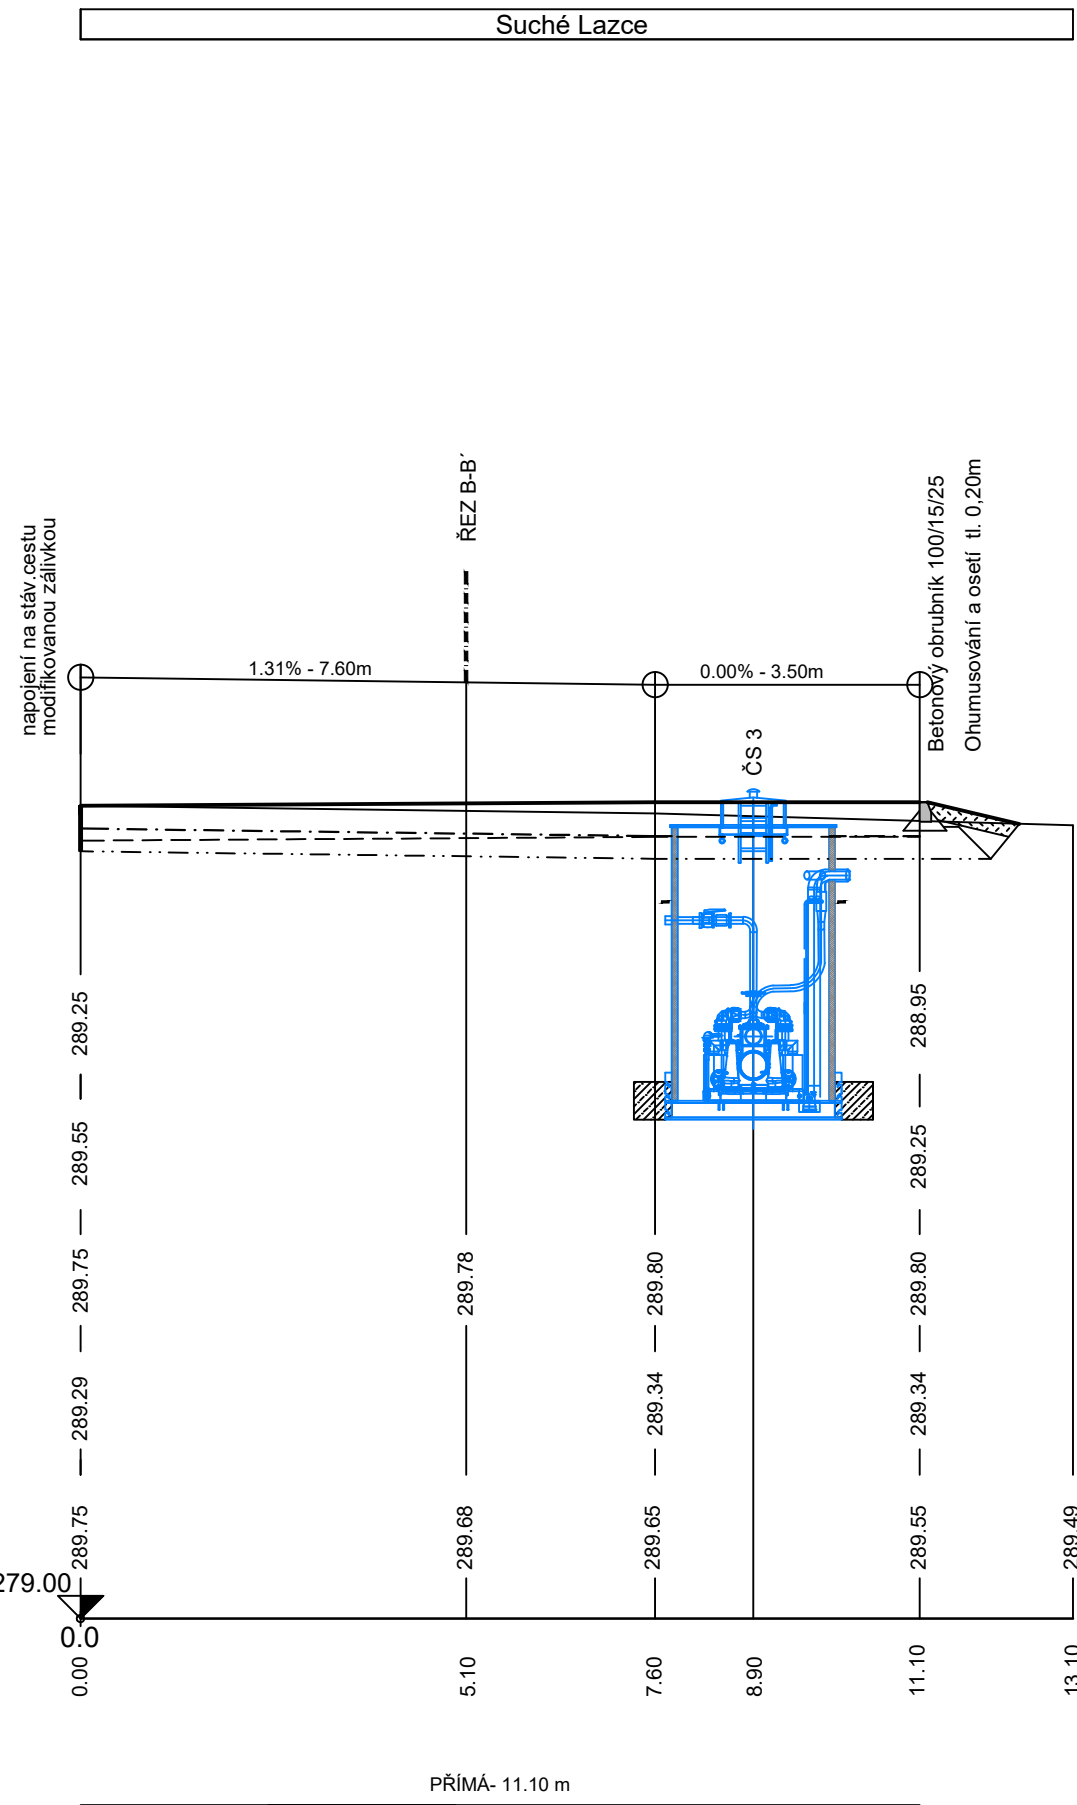 Suché Lazce
napojení na stáv.cestu
modifikovanou zálivkou
ŘEZ B-B´
Betonový obrubník 100/15/25
Ohumusování a osetí tl. 0,20m
1.31% - 7.60m
0.00% - 3.50m
ČS 3
289.25
288.95
289.55
289.25
289.75
289.78
289.80
289.80
289.29
289.34
289.34
289.75
289.68
289.65
289.55
289.49
279.00
0.0
0.00
5.10
7.60
8.90
11.10
13.10
PŘÍMÁ- 11.10 m